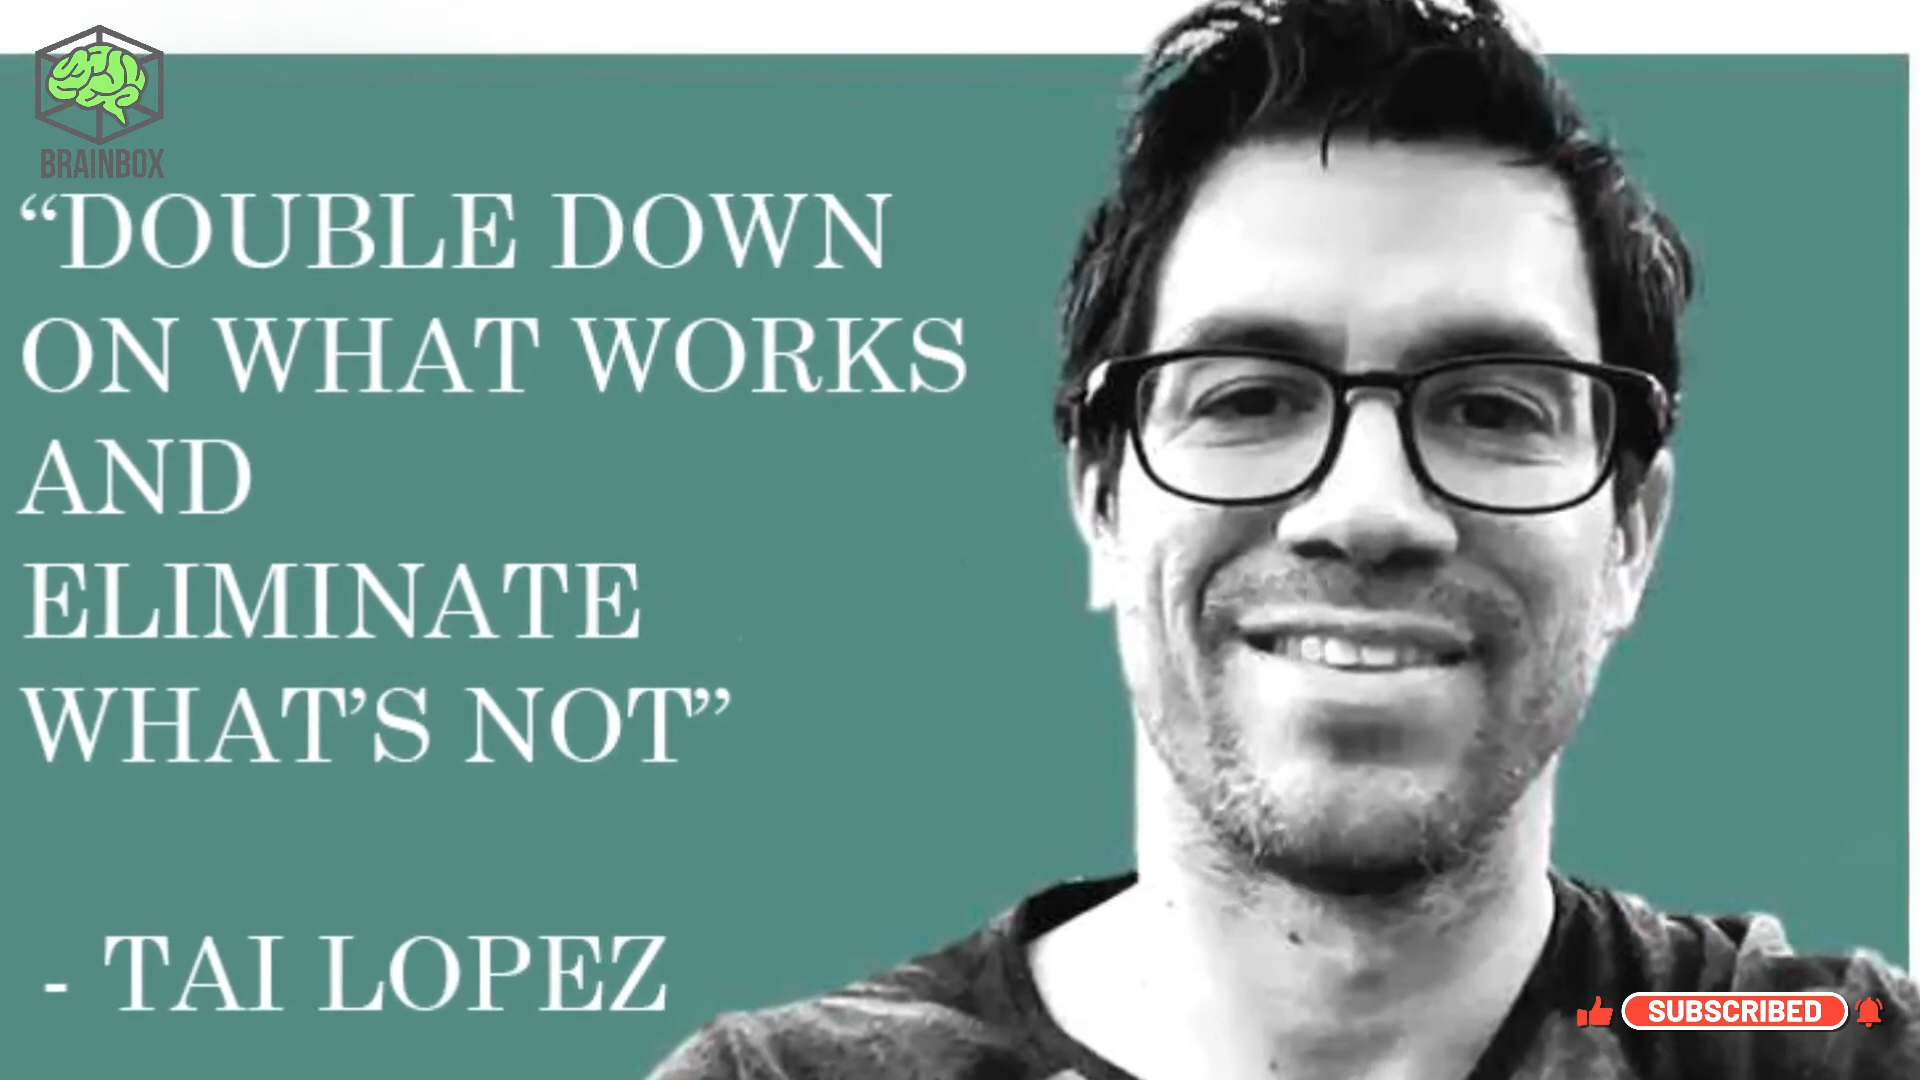 BRAINBOX
“DOUBLE DOWN
ON WHAT WORKS
AND
ELIMINATE
WHAT’S NOT”
- TAI LOPEZ
SUBSCRIBED